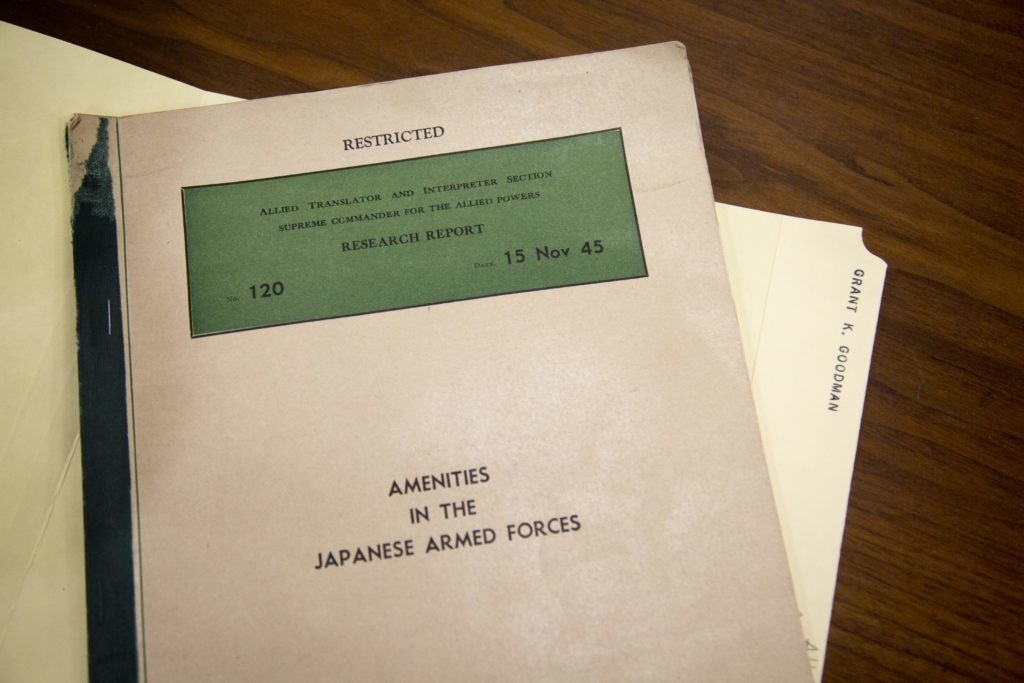 RESTRICTED
ALLIED TRANSLATOR AND INTERPRETER SECTION
SUPREME COMMANDER FOR THE ALLIED POWERS
RESEARCH REPORT
No. 120
DATE. 15 Nov 45
AMENITIES
IN THE
JAPANESE ARMED FORCES
GRANT K. GOODMAN